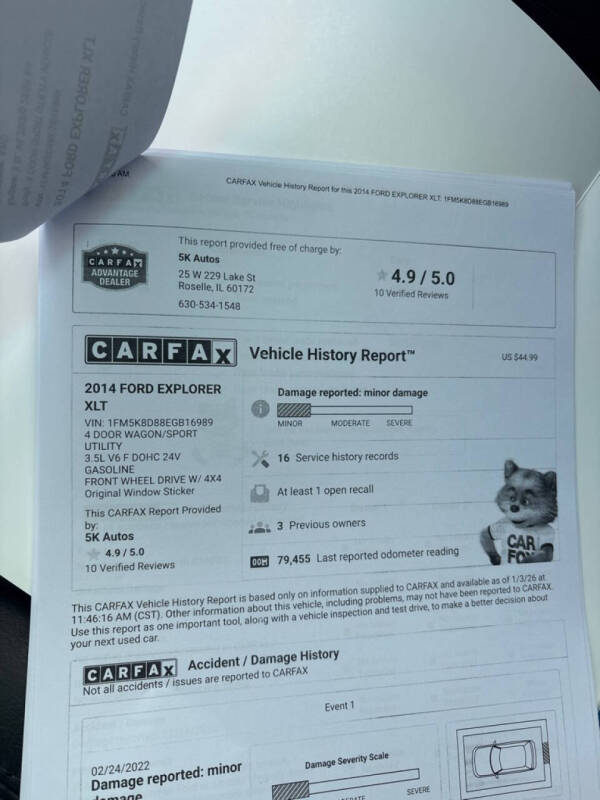 2014 FORD EXPLORER XLT
AM
CARFAX Vehicle History Report for this 2014 FORD EXPLORER XLT: 1FM5K8D88EGB16989
CARFAX
ADVANTAGE
DEALER
This report provided free of charge by:
5K Autos
25 W 229 Lake St
Roselle, IL 60172
630-534-1548
4.9 / 5.0
10 Verified Reviews
CARFAX Vehicle History Report™
US $44.99
2014 FORD EXPLORER
XLT
VIN: 1FM5K8D88EGB16989
4 DOOR WAGON/SPORT
UTILITY
3.5L V6 F DOHC 24V
GASOLINE
FRONT WHEEL DRIVE W/ 4X4
Original Window Sticker
This CARFAX Report Provided
by:
5K Autos
4.9 / 5.0
10 Verified Reviews
Damage reported: minor damage
MINOR MODERATE SEVERE
16 Service history records
At least 1 open recall
3 Previous owners
ODM 79,455 Last reported odometer reading
CAR
FOX
This CARFAX Vehicle History Report is based only on information supplied to CARFAX and available as of 1/3/26 at
11:46:16 AM (CST). Other information about this vehicle, including problems, may not have been reported to CARFAX.
Use this report as one important tool, along with a vehicle inspection and test drive, to make a better decision about
your next used car.
CARFAX Accident / Damage History
Not all accidents / issues are reported to CARFAX
Event 1
02/24/2022
Damage reported: minor
damage
Damage Severity Scale
SEVERE